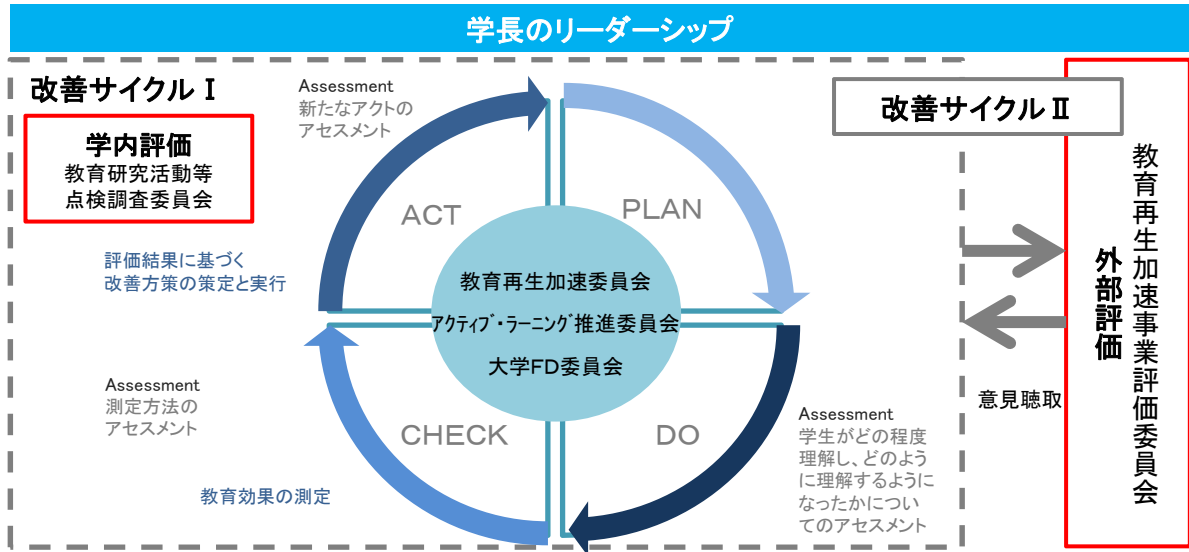 学長のリーダーシップ
改善サイクルⅠ
学内評価
教育研究活動等
点検調査委員会
Assessment
新たなアクトの
アセスメント
改善サイクルⅡ
ACT
PLAN
評価結果に基づく
改善方策の策定と実行
教育再生加速委員会
アクティブ・ラーニング推進委員会
大学FD委員会
Assessment
測定方法の
アセスメント
CHECK
DO
教育効果の測定
Assessment
学生がどの程度
理解し、どのよう
に理解するように
なったかについ
てのアセスメント
意見聴取
教育再生加速事業評価委員会
外部評価